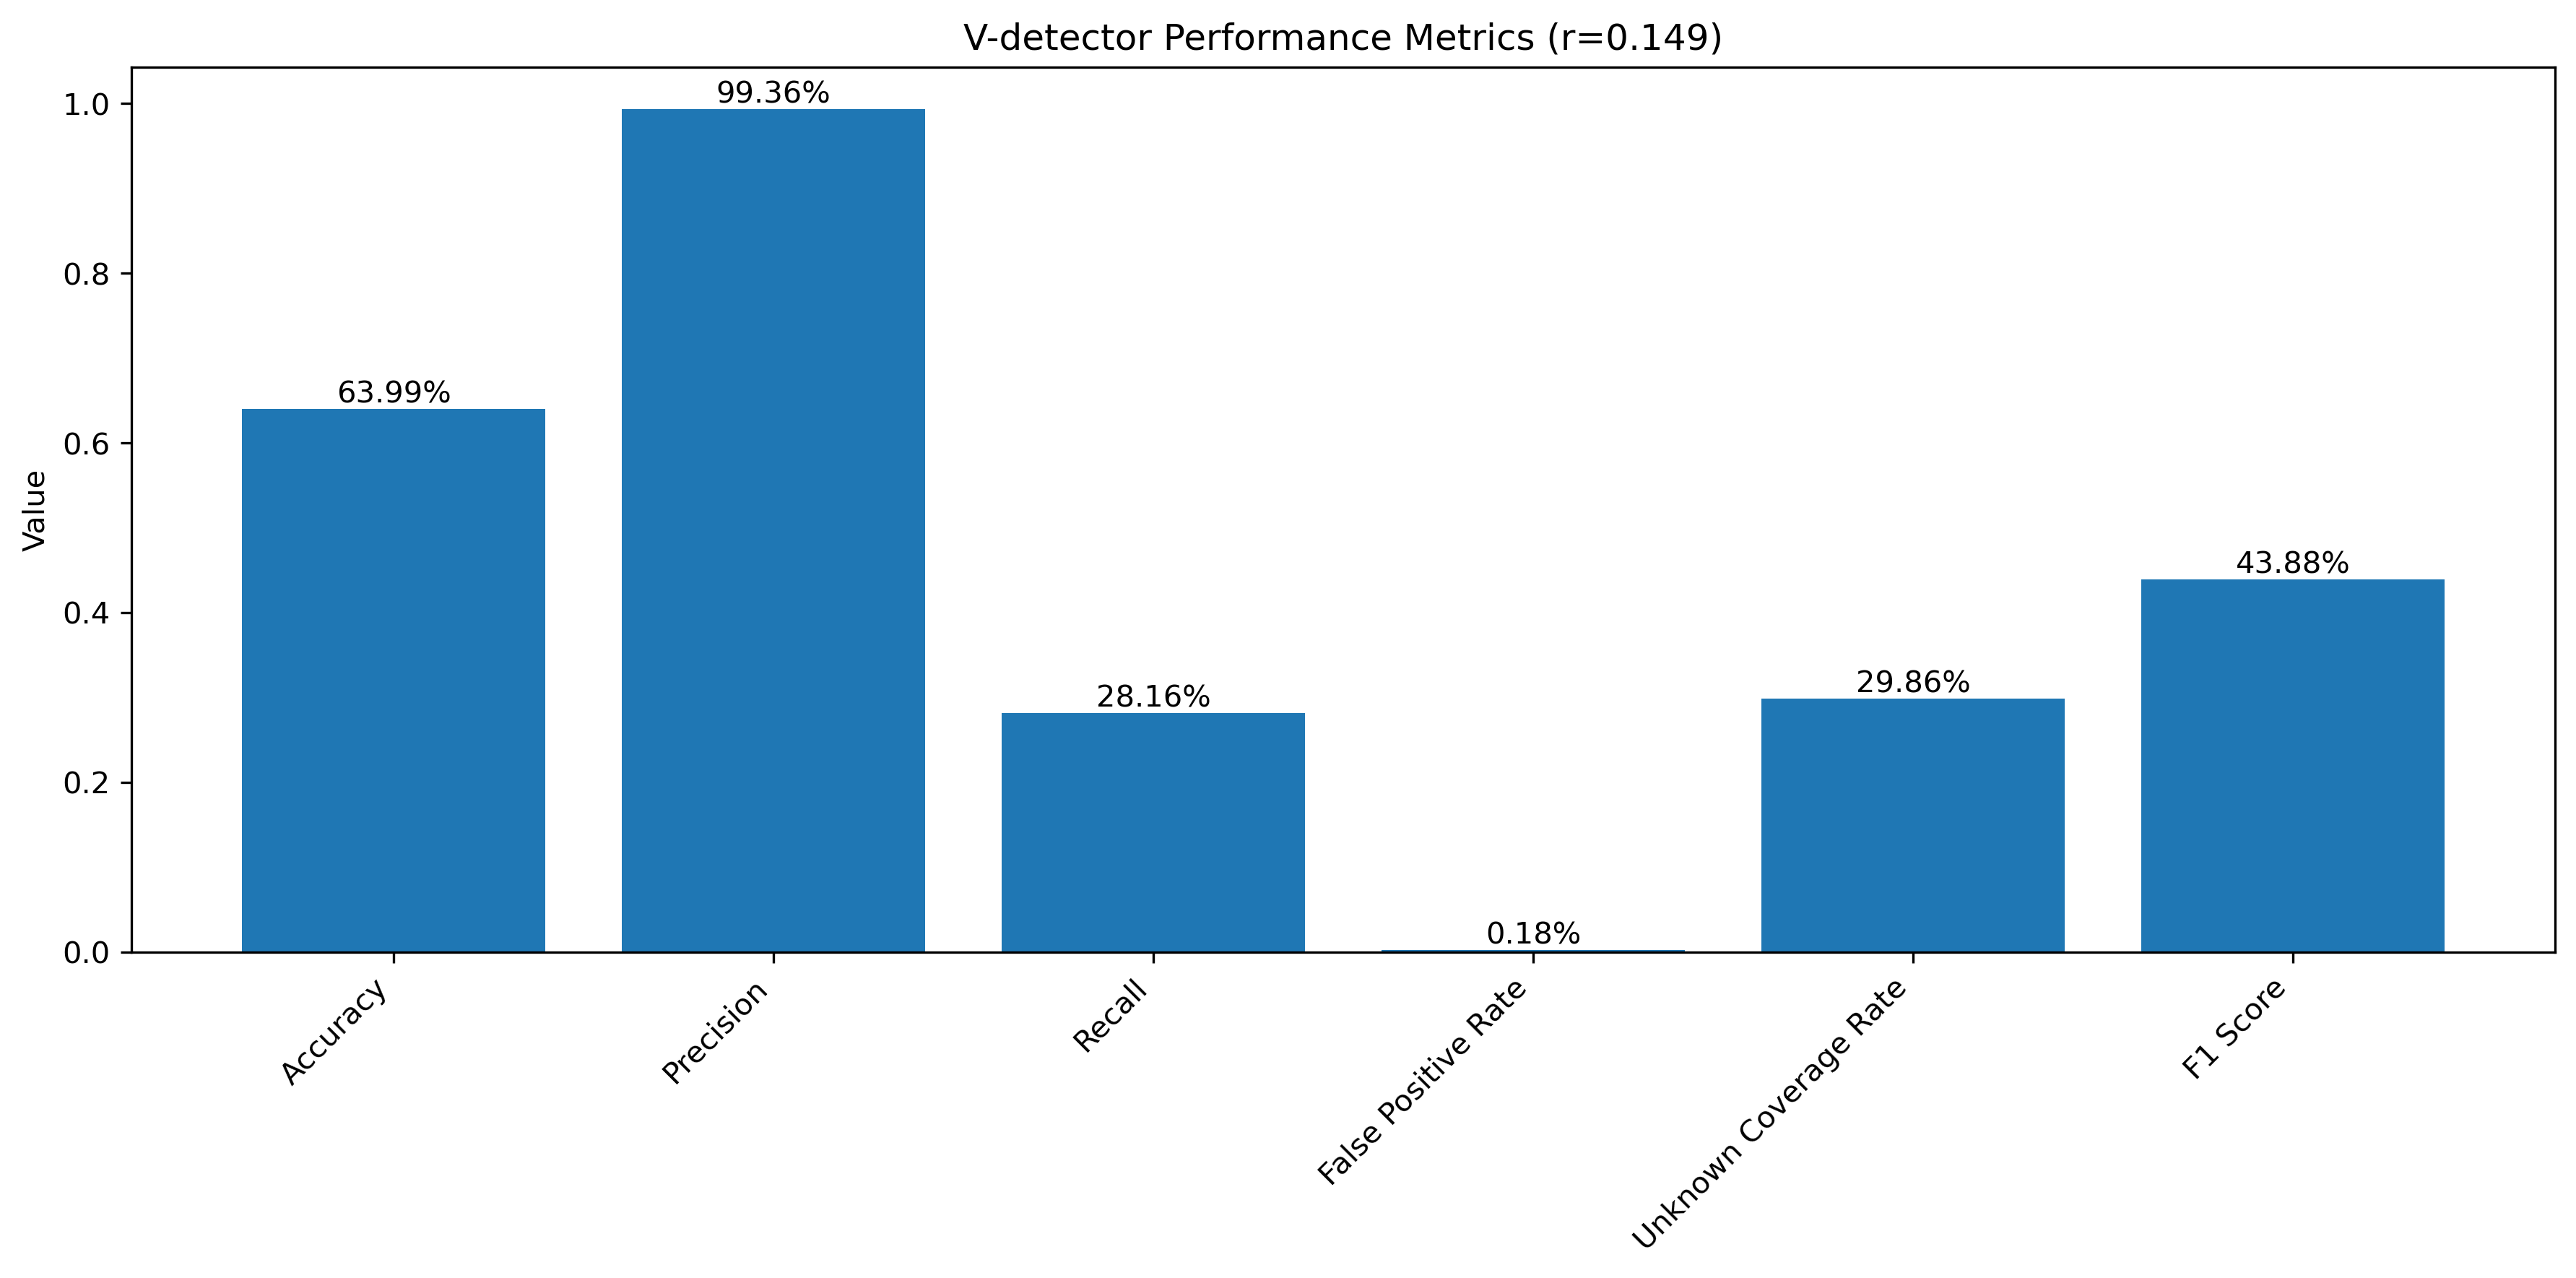 V-detector Performance Metrics (r=0.149)
Value
1.0
0.8
0.6
0.4
0.2
0.0
63.99%
99.36%
28.16%
0.18%
29.86%
43.88%
Accuracy
Precision
Recall
False Positive Rate
Unknown Coverage Rate
F1 Score